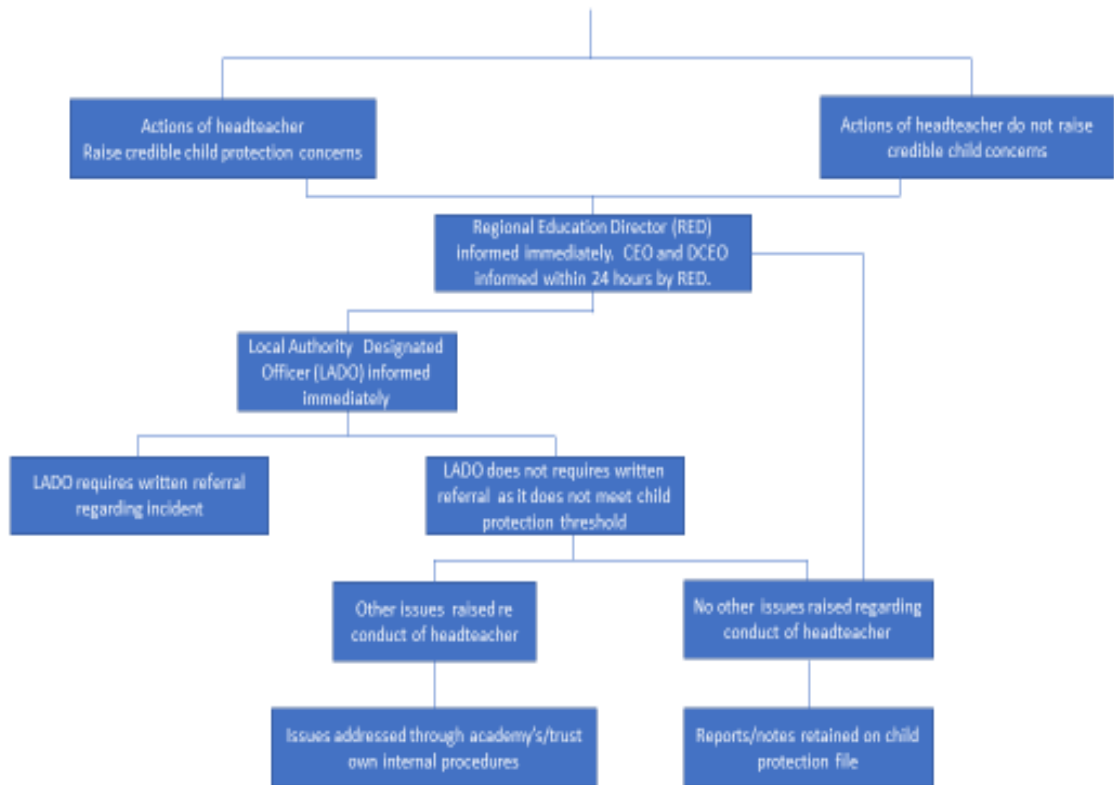 Actions of headteacher
Raise credible child protection concerns
Actions of headteacher do not raise
credible child concerns
Regional Education Director (RED)
informed immediately. CEO and DCEO
informed within 24 hours by RED.
Local Authority Designated
Officer (LADO) informed
immediately
LADO requires written referral
regarding incident
LADO does not requires written
referral as it does not meet child
protection threshold
Other issues raised re
conduct of headteacher
No other issues raised regarding
conduct of headteacher
Issues addressed through academy's/trust
own internal procedures
Reports/notes retained on child
protection file